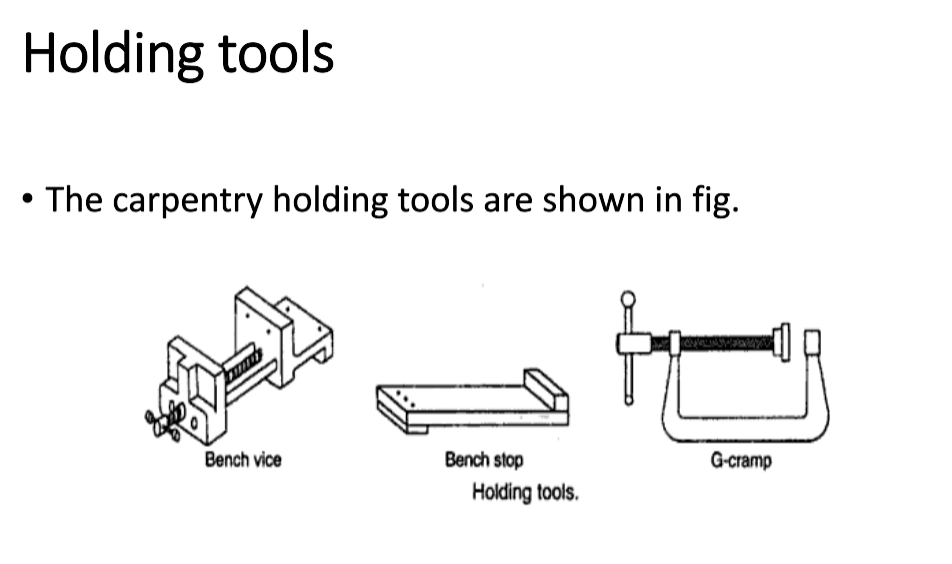 Holding tools
• The carpentry holding tools are shown in fig.
Bench vice
Bench stop
G-cramp
Holding tools.